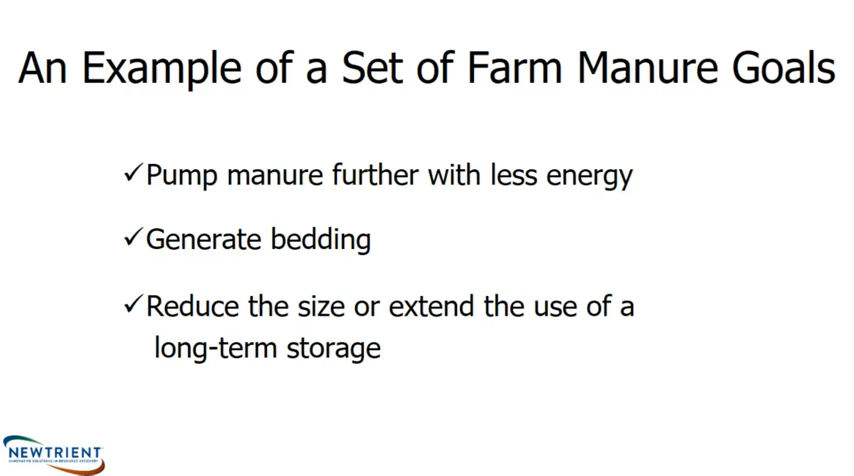 An Example of a Set of Farm Manure Goals
✓Pump manure further with less energy
✓Generate bedding
✓Reduce the size or extend the use of a
long-term storage
NEWTRIENT